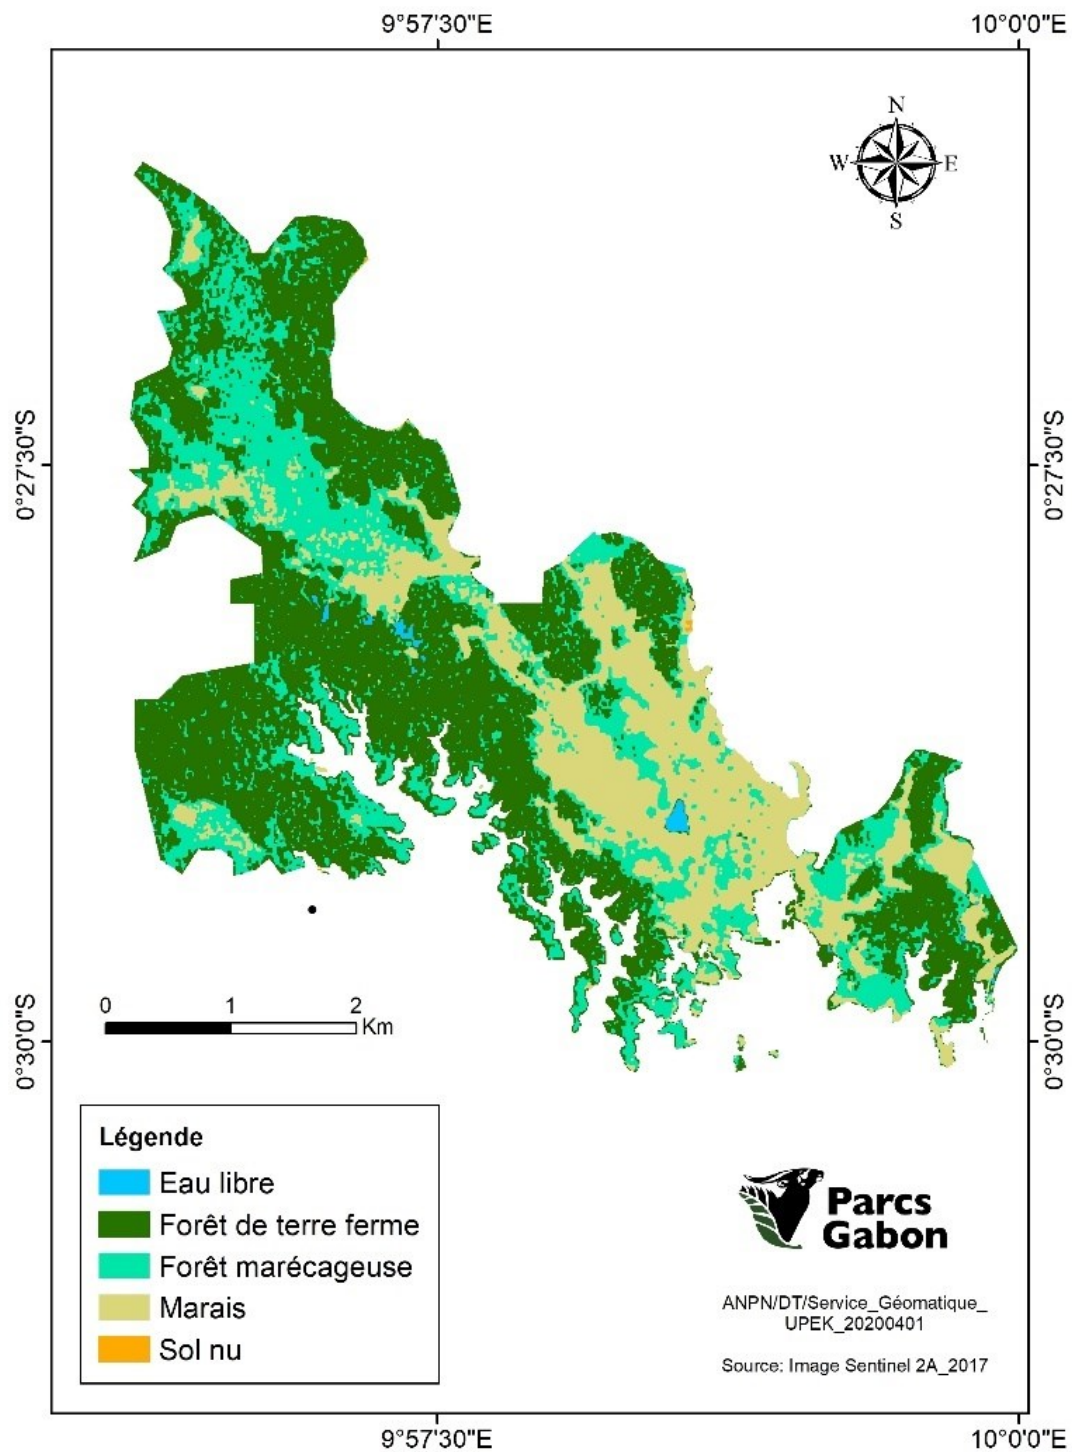 9°57'30"E
10°0'0"E
N
W
E
S
0°27'30"S
0°27'30"S
0
1
2
Km
0°30'0"S
0°30'0"S
Légende
Eau libre
Forêt de terre ferme
Forêt marécageuse
Marais
Sol nu
Parcs
Gabon
ANPN/DT/Service_Géomatique_
UPEK_20200401
Source: Image Sentinel 2A_2017
9°57'30"E
10°0'0"E